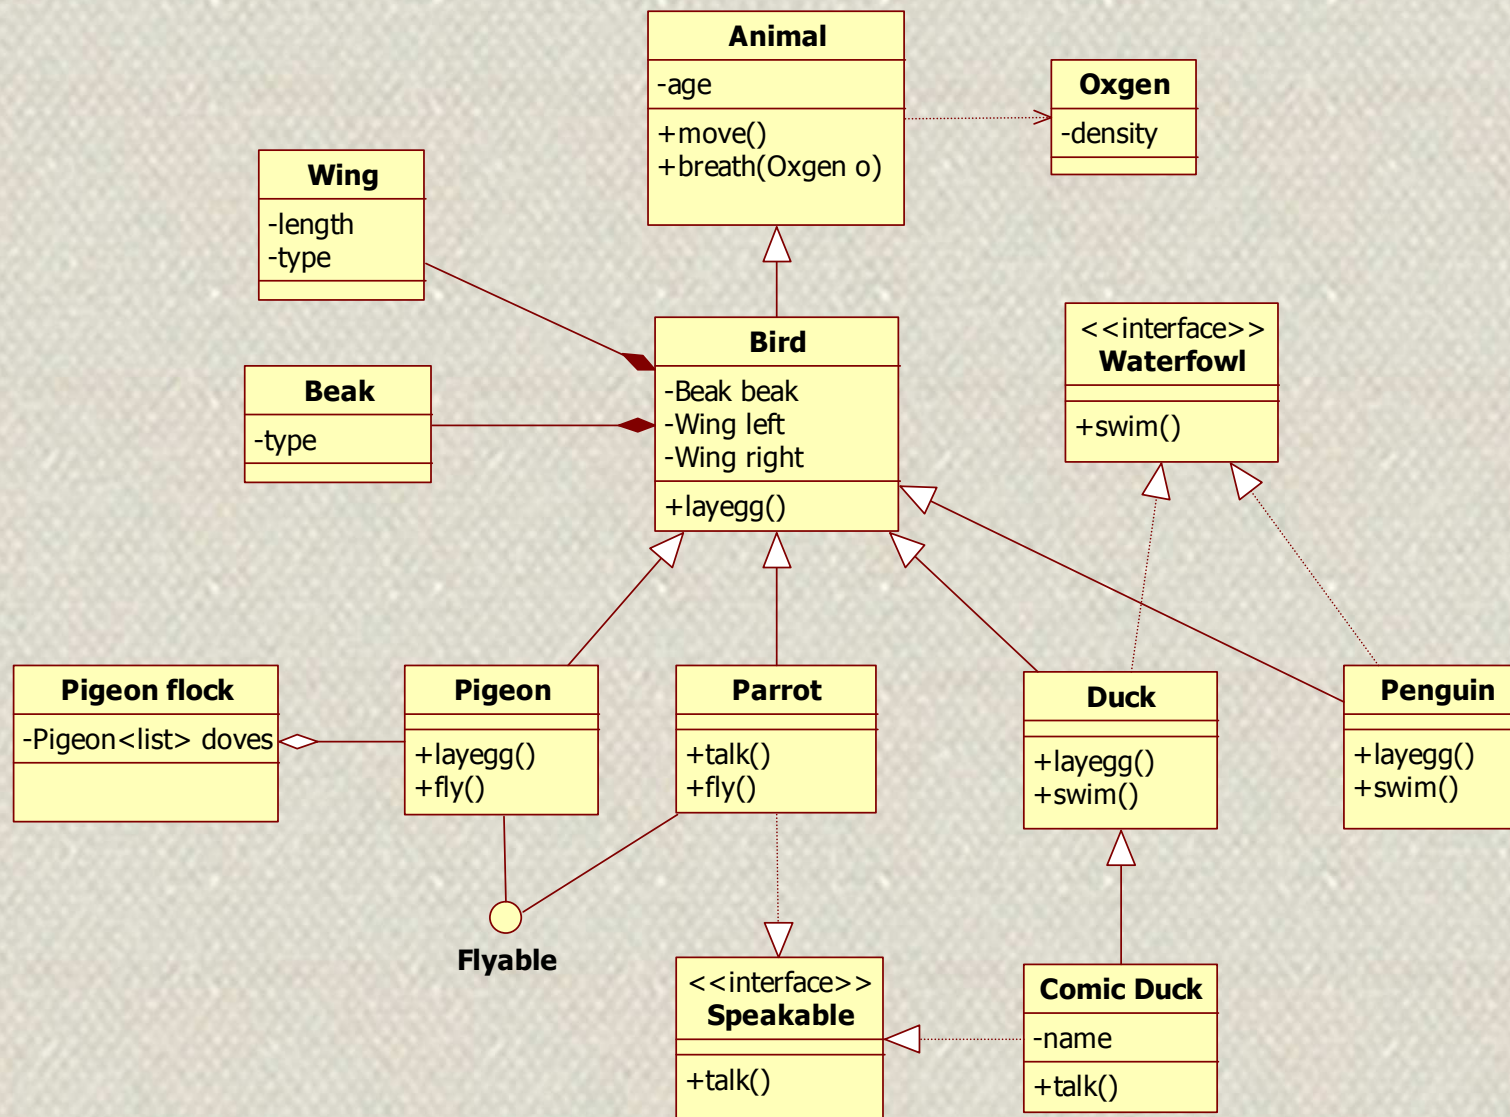 Animal
-age
+move()
+breath(Oxgen o)
Oxgen
-density
Wing
-length
-type
Beak
-type
Bird
-Beak beak
-Wing left
-Wing right
+layegg()
<<interface>>
Waterfowl
+swim()
Pigeon flock
-Pigeon<list> doves
Pigeon
+layegg()
+fly()
Parrot
+talk()
+fly()
Duck
+layegg()
+swim()
Penguin
+layegg()
+swim()
Flyable
<<interface>>
Speakable
+talk()
Comic Duck
-name
+talk()